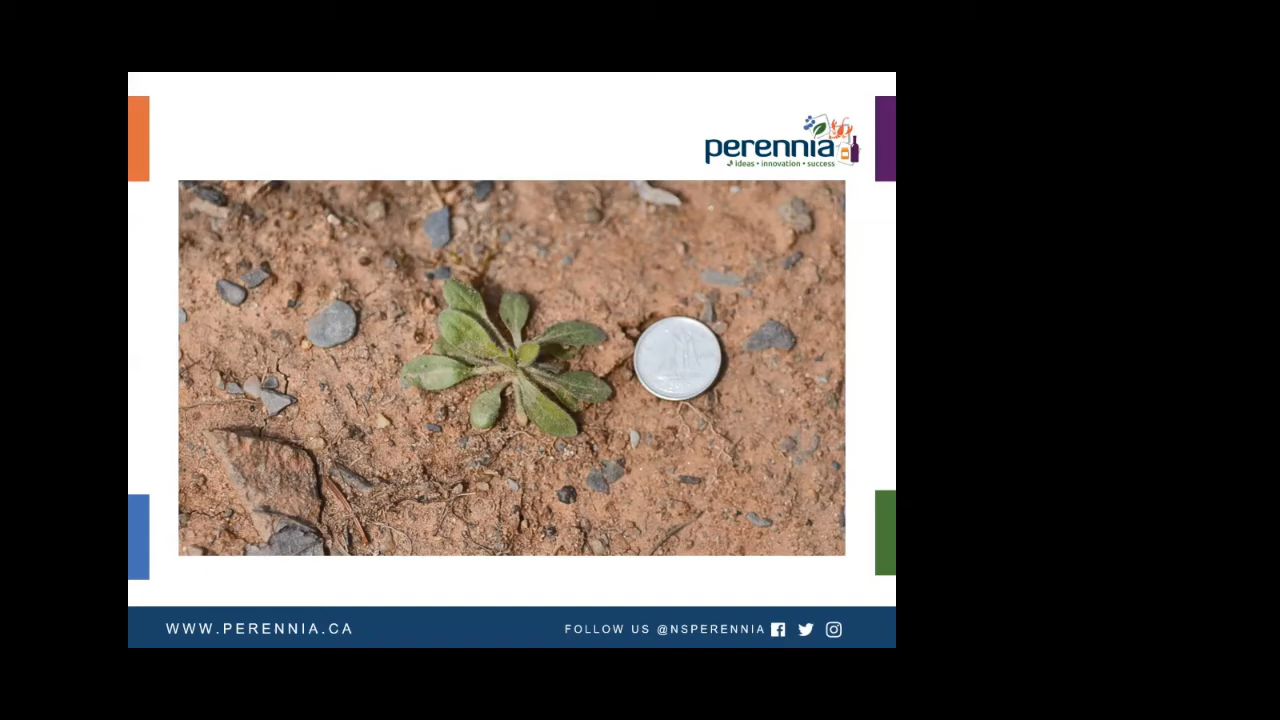 perennia
ideas • innovation • success
WWW.PERENNIA.CA
FOLLOW US @NSPERENNIA